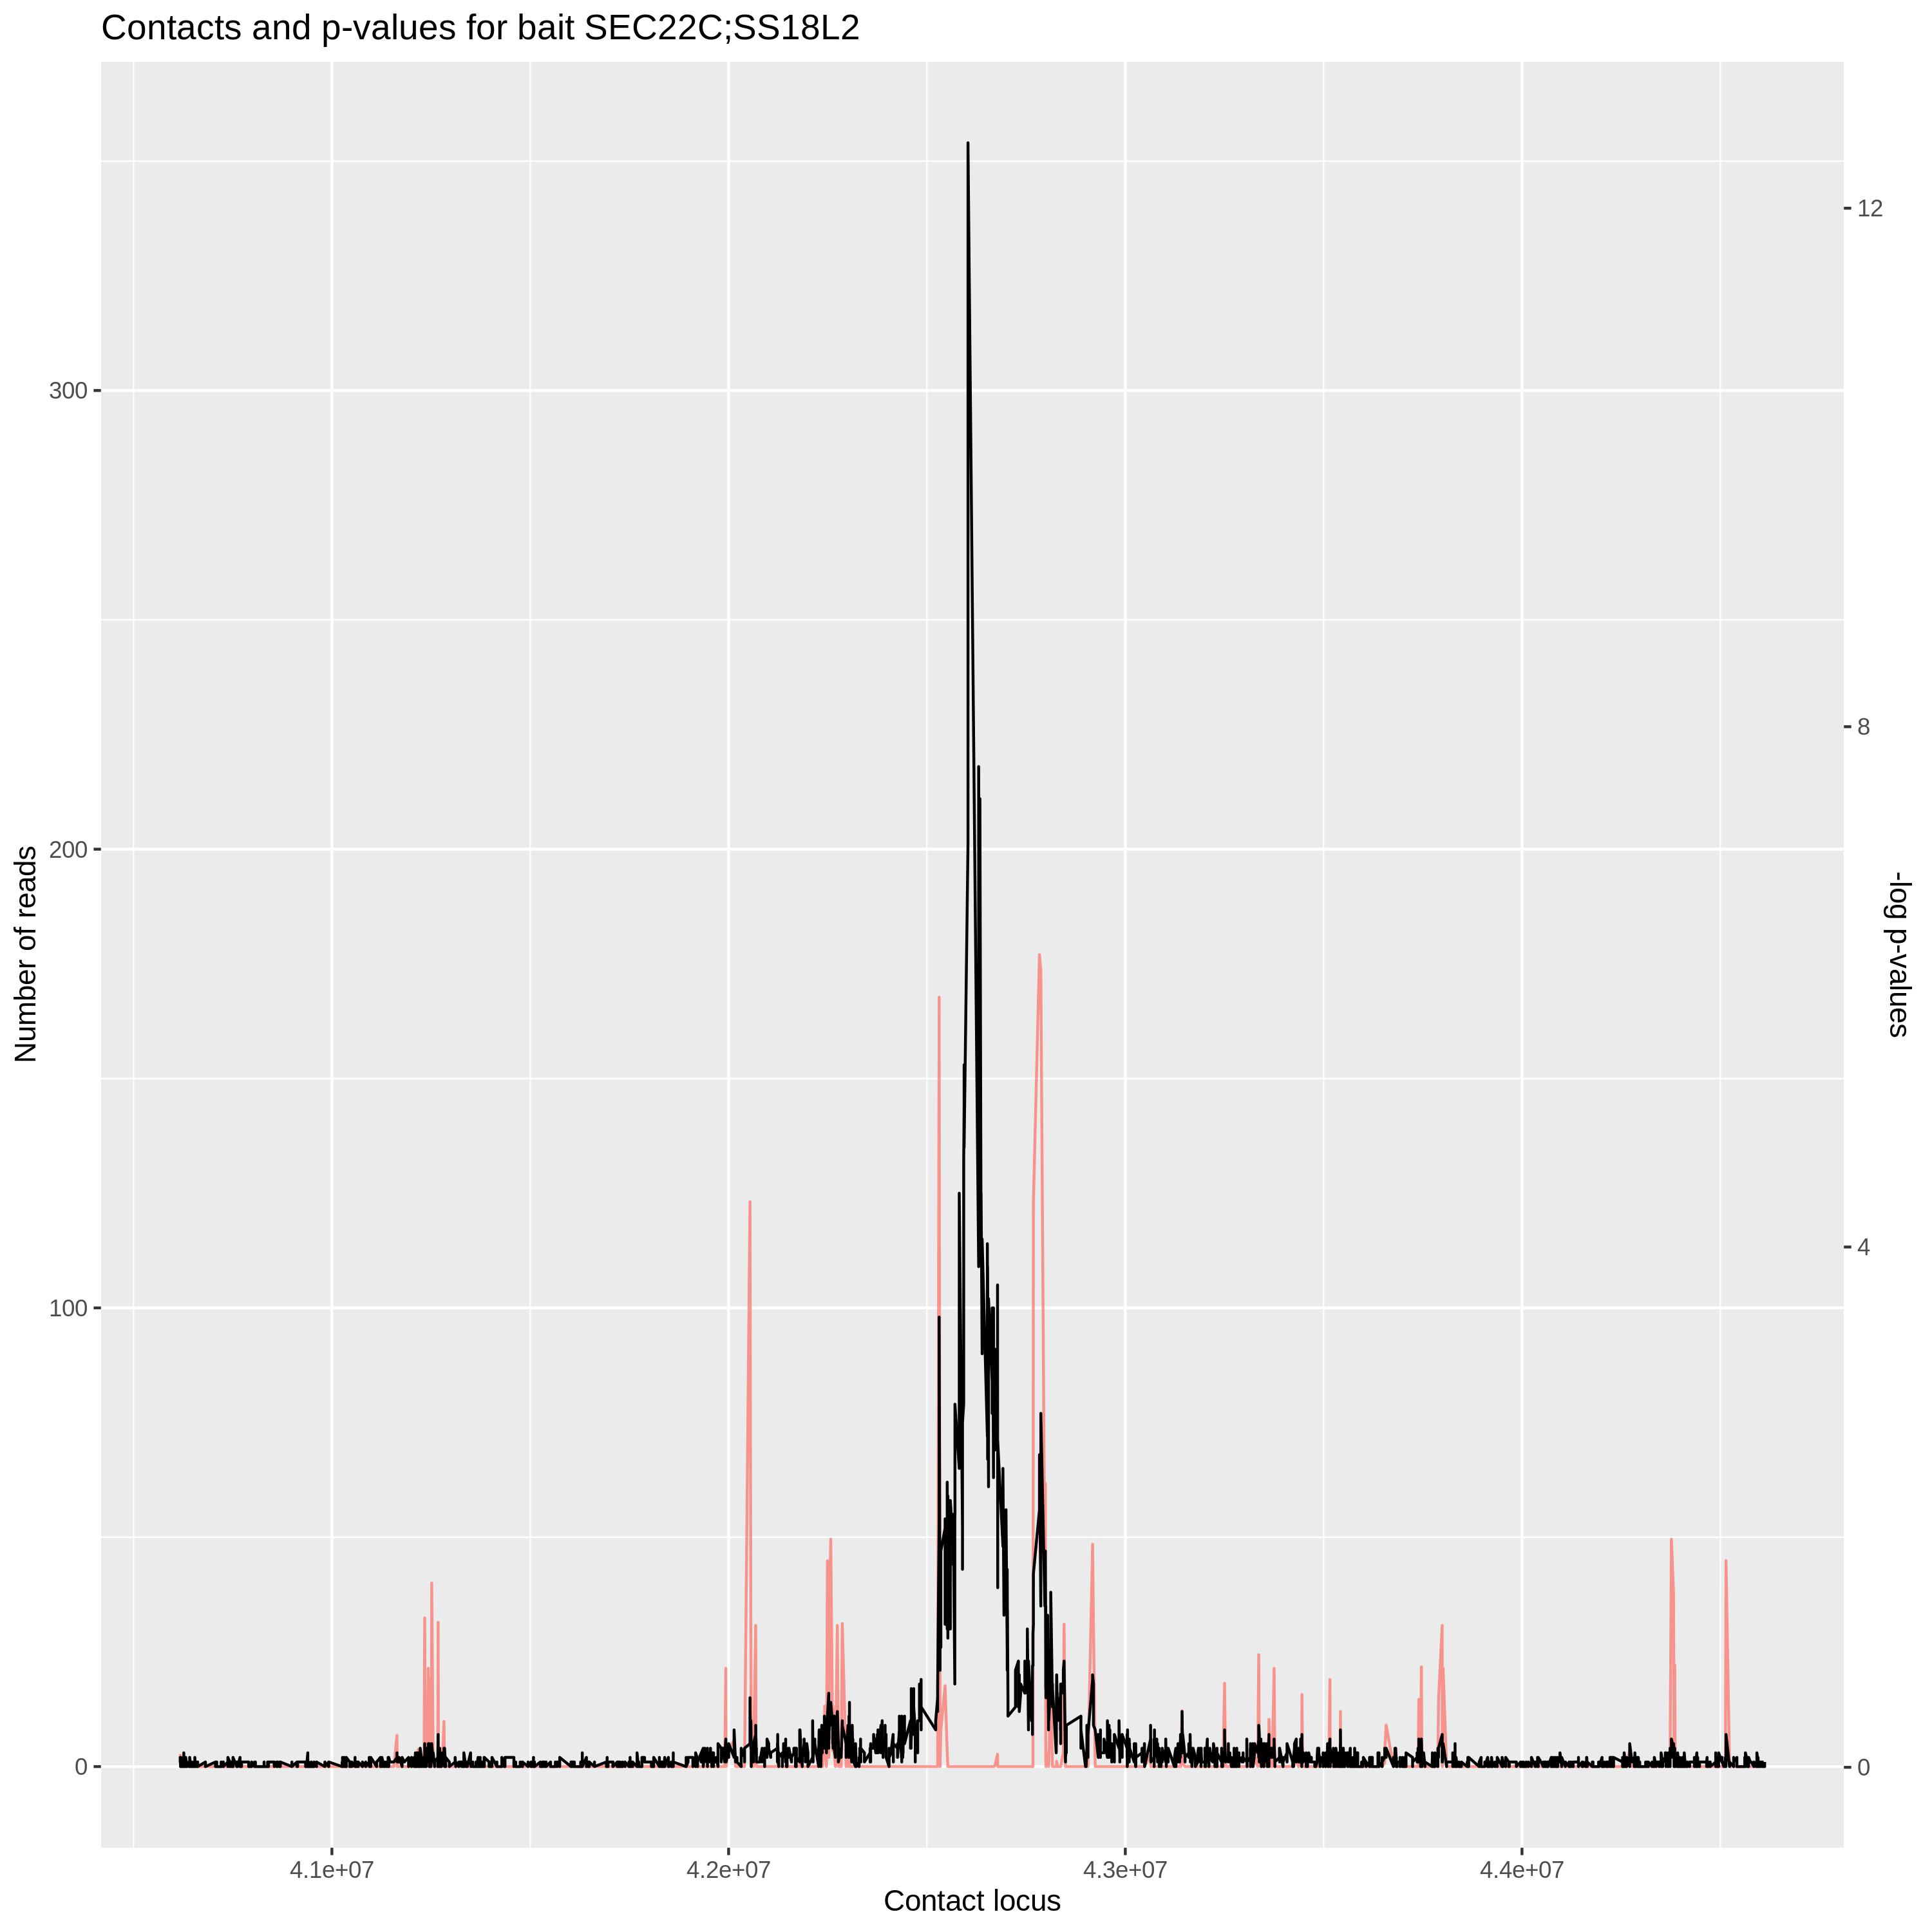 Contacts and p-values for bait SEC22C;SS18L2
300
200
100
0
12
8
4
0
Number of reads
-log p-values
4.1e+07
4.2e+07
4.3e+07
4.4e+07
Contact locus